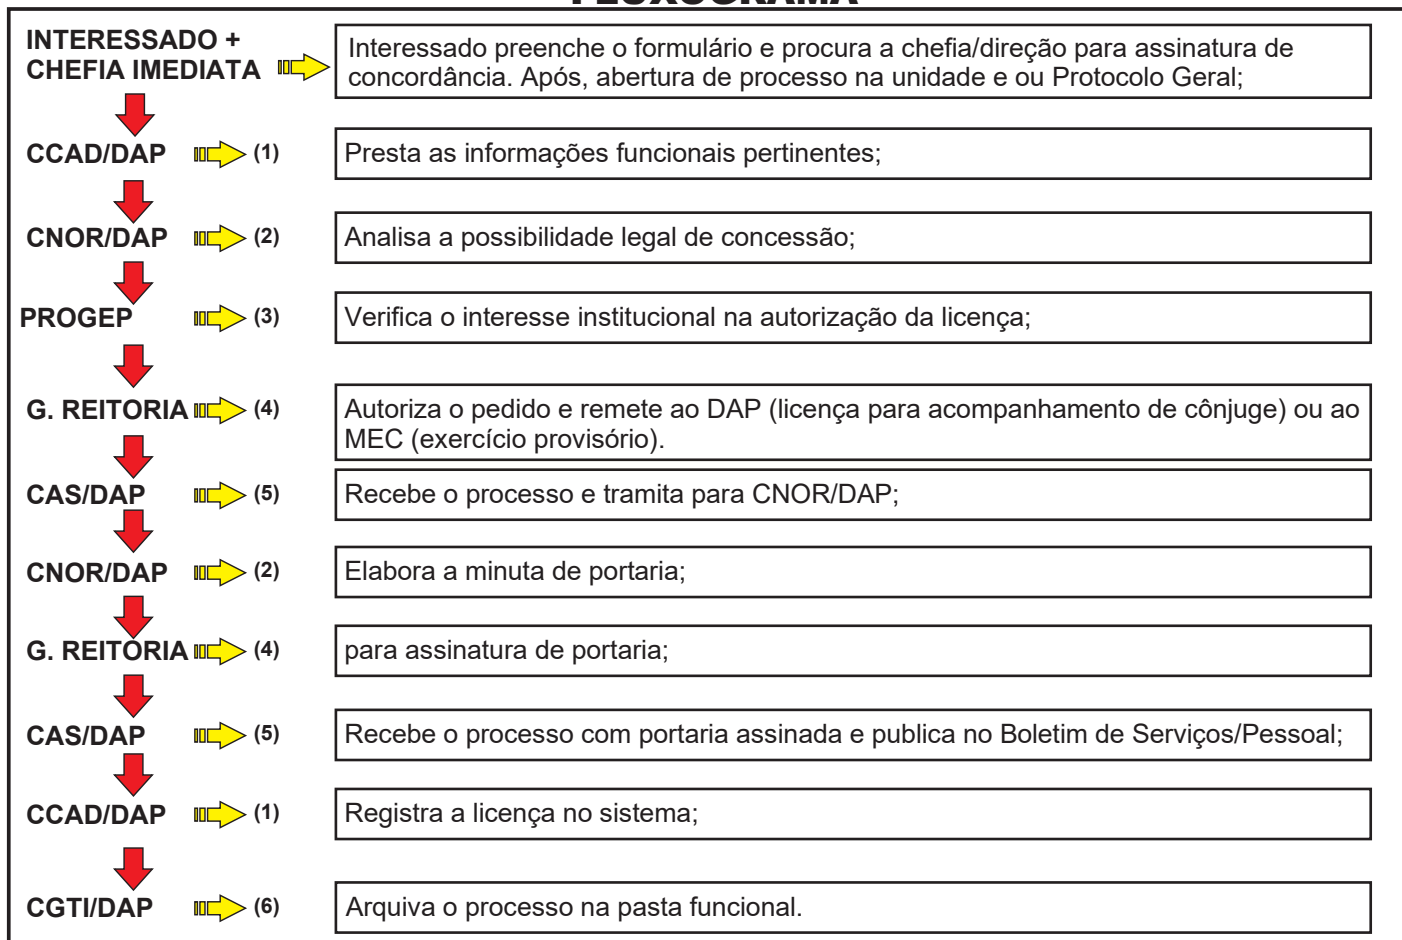 FLUXOGRAMA
INTERESSADO +
CHEFIA IMEDIATA
Interessado preenche o formulário e procura a chefia/direção para assinatura de
concordância. Após, abertura de processo na unidade e ou Protocolo Geral;
CCAD/DAP (1)
Presta as informações funcionais pertinentes;
CNOR/DAP (2)
Analisa a possibilidade legal de concessão;
PROGEP (3)
Verifica o interesse institucional na autorização da licença;
G. REITORIA (4)
Autoriza o pedido e remete ao DAP (licença para acompanhamento de cônjuge) ou ao
MEC (exercício provisório).
CAS/DAP (5)
Recebe o processo e tramita para CNOR/DAP;
CNOR/DAP (2)
Elabora a minuta de portaria;
G. REITORIA (4)
para assinatura de portaria;
CAS/DAP (5)
Recebe o processo com portaria assinada e publica no Boletim de Serviços/Pessoal;
CCAD/DAP (1)
Registra a licença no sistema;
CGTI/DAP (6)
Arquiva o processo na pasta funcional.